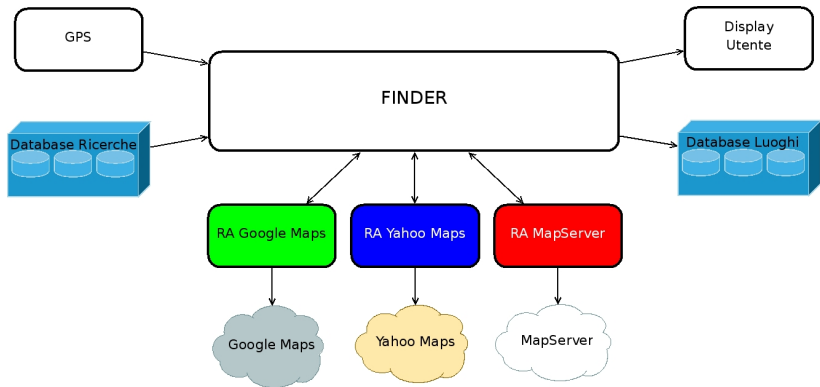 GPS
Display
Utente
FINDER
Database Ricerche
Database Luoghi
RA Google Maps
RA Yahoo Maps
RA MapServer
Google Maps
Yahoo Maps
MapServer